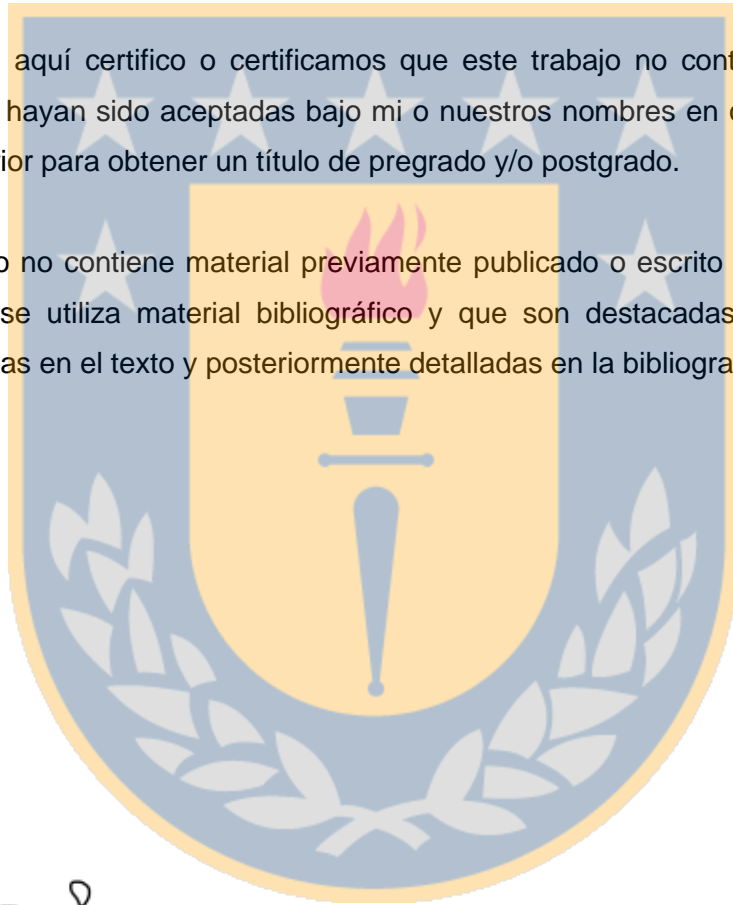 aquí certifico o certificamos que este trabajo no cont
hayan sido aceptadas bajo mi o nuestros nombres en
ior para obtener un título de pregrado y/o postgrado.
o no contiene material previamente publicado o escrito
se utiliza material bibliográfico y que son destacadas
as en el texto y posteriormente detalladas en la bibliogra